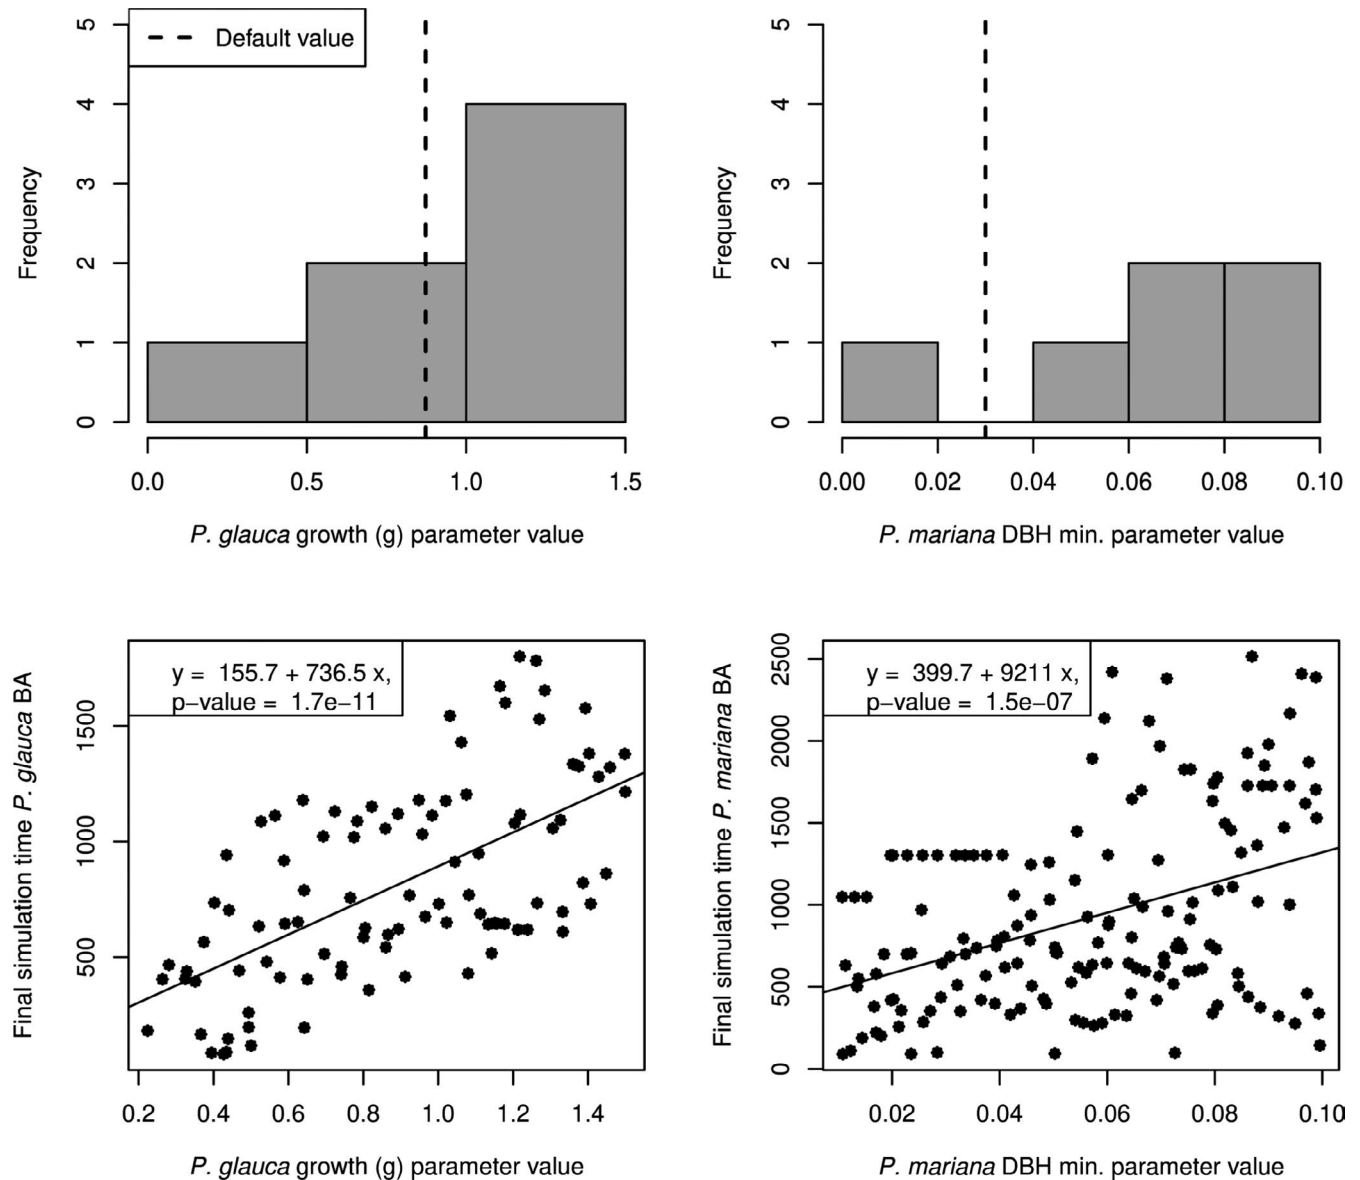 Default value
Frequency
5
4
3
2
1
0
0.0 0.5 1.0 1.5
P. glauca growth (g) parameter value
Frequency
5
4
3
2
1
0
0.00 0.02 0.04 0.06 0.08 0.10
P. mariana DBH min. parameter value
y = 155.7 + 736.5 x,
p−value = 1.7e−11
Final simulation time P. glauca BA
1500
1000
500
0.2 0.4 0.6 0.8 1.0 1.2 1.4
P. glauca growth (g) parameter value
y = 399.7 + 9211 x,
p−value = 1.5e−07
Final simulation time P. mariana BA
2500
2000
1500
1000
500
0
0.02 0.04 0.06 0.08 0.10
P. mariana DBH min. parameter value